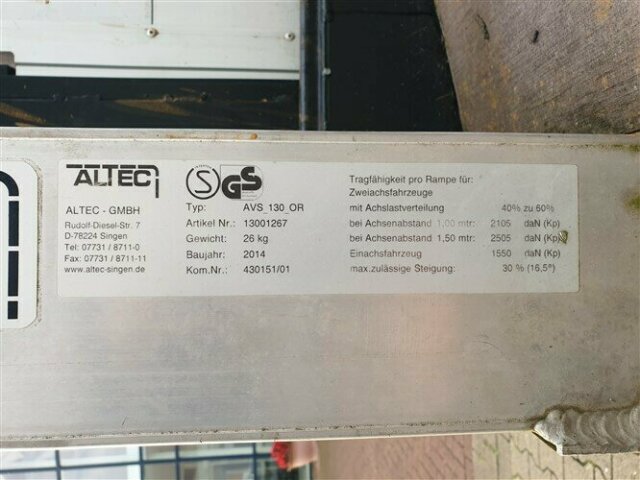 ALTEC
ALTEC - GMBH
Rudolf-Diesel-Str. 7
D-78224 Singen
Tel: 07731 / 8711-0
Fax: 07731 / 8711-11
www.altec-singen.de
S GS
Typ: AVS_130_OR
Artikel Nr.: 13001267
Gewicht: 26 kg
Baujahr: 2014
Kom.Nr.: 430151/01
Tragfähigkeit pro Rampe für:
Zweiachsfahrzeuge
mit Achslastverteilung 40% zu 60%
bei Achsenabstand 1,00 mtr: 2105 daN (Kp)
bei Achsenabstand 1,50 mtr: 2505 daN (Kp)
Einachsfahrzeug 1550 daN (Kp)
max.zulässige Steigung: 30 % (16,5°)